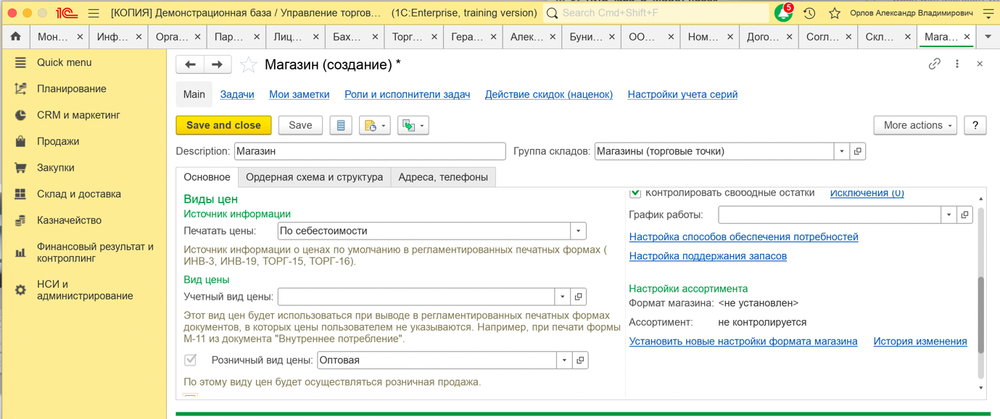 [КОПИЯ] Демонстрационная база / Управление торгов... (1C:Enterprise, training version)
Search Cmd+Shift+F
5
Орлов Александр Владимирович
Мон...
Инф...
Орга...
Пар...
Лиц...
Бах...
Торг...
Гера...
Алек...
Буни...
ОО...
Ном...
Дого...
Согл...
Скл...
Мага...
Quick menu
Планирование
CRM и маркетинг
Продажи
Закупки
Склад и доставка
Казначейство
Финансовый результат и
контроллинг
НСИ и
администрирование
Магазин (создание) *
Main
Задачи
Мои заметки
Роли и исполнители задач
Действие скидок (наценок)
Настройки учета серий
Save and close
Save
More actions
?
Description: Магазин
Группа складов: Магазины (торговые точки)
Основное
Ордерная схема и структура
Адреса, телефоны
Виды цен
Источник информации
Печатать цены: По себестоимости
Источник информации о ценах по умолчанию в регламентированных печатных формах (
ИНВ-3, ИНВ-19, ТОРГ-15, ТОРГ-16).
Вид цены
Учетный вид цены:
Этот вид цен будет использоваться при выводе в регламентированных печатных формах
документов, в которых цены пользователем не указываются. Например, при печати формы
М-11 из документа "Внутреннее потребление".
Розничный вид цены: Оптовая
По этому виду цен будет осуществляться розничная продажа.
Контролировать свободные остатки
Исключения (0)
График работы:
Настройка способов обеспечения потребностей
Настройка поддержания запасов
Настройки ассортимента
Формат магазина: <не установлен>
Ассортимент: не контролируется
Установить новые настройки формата магазина
История изменения